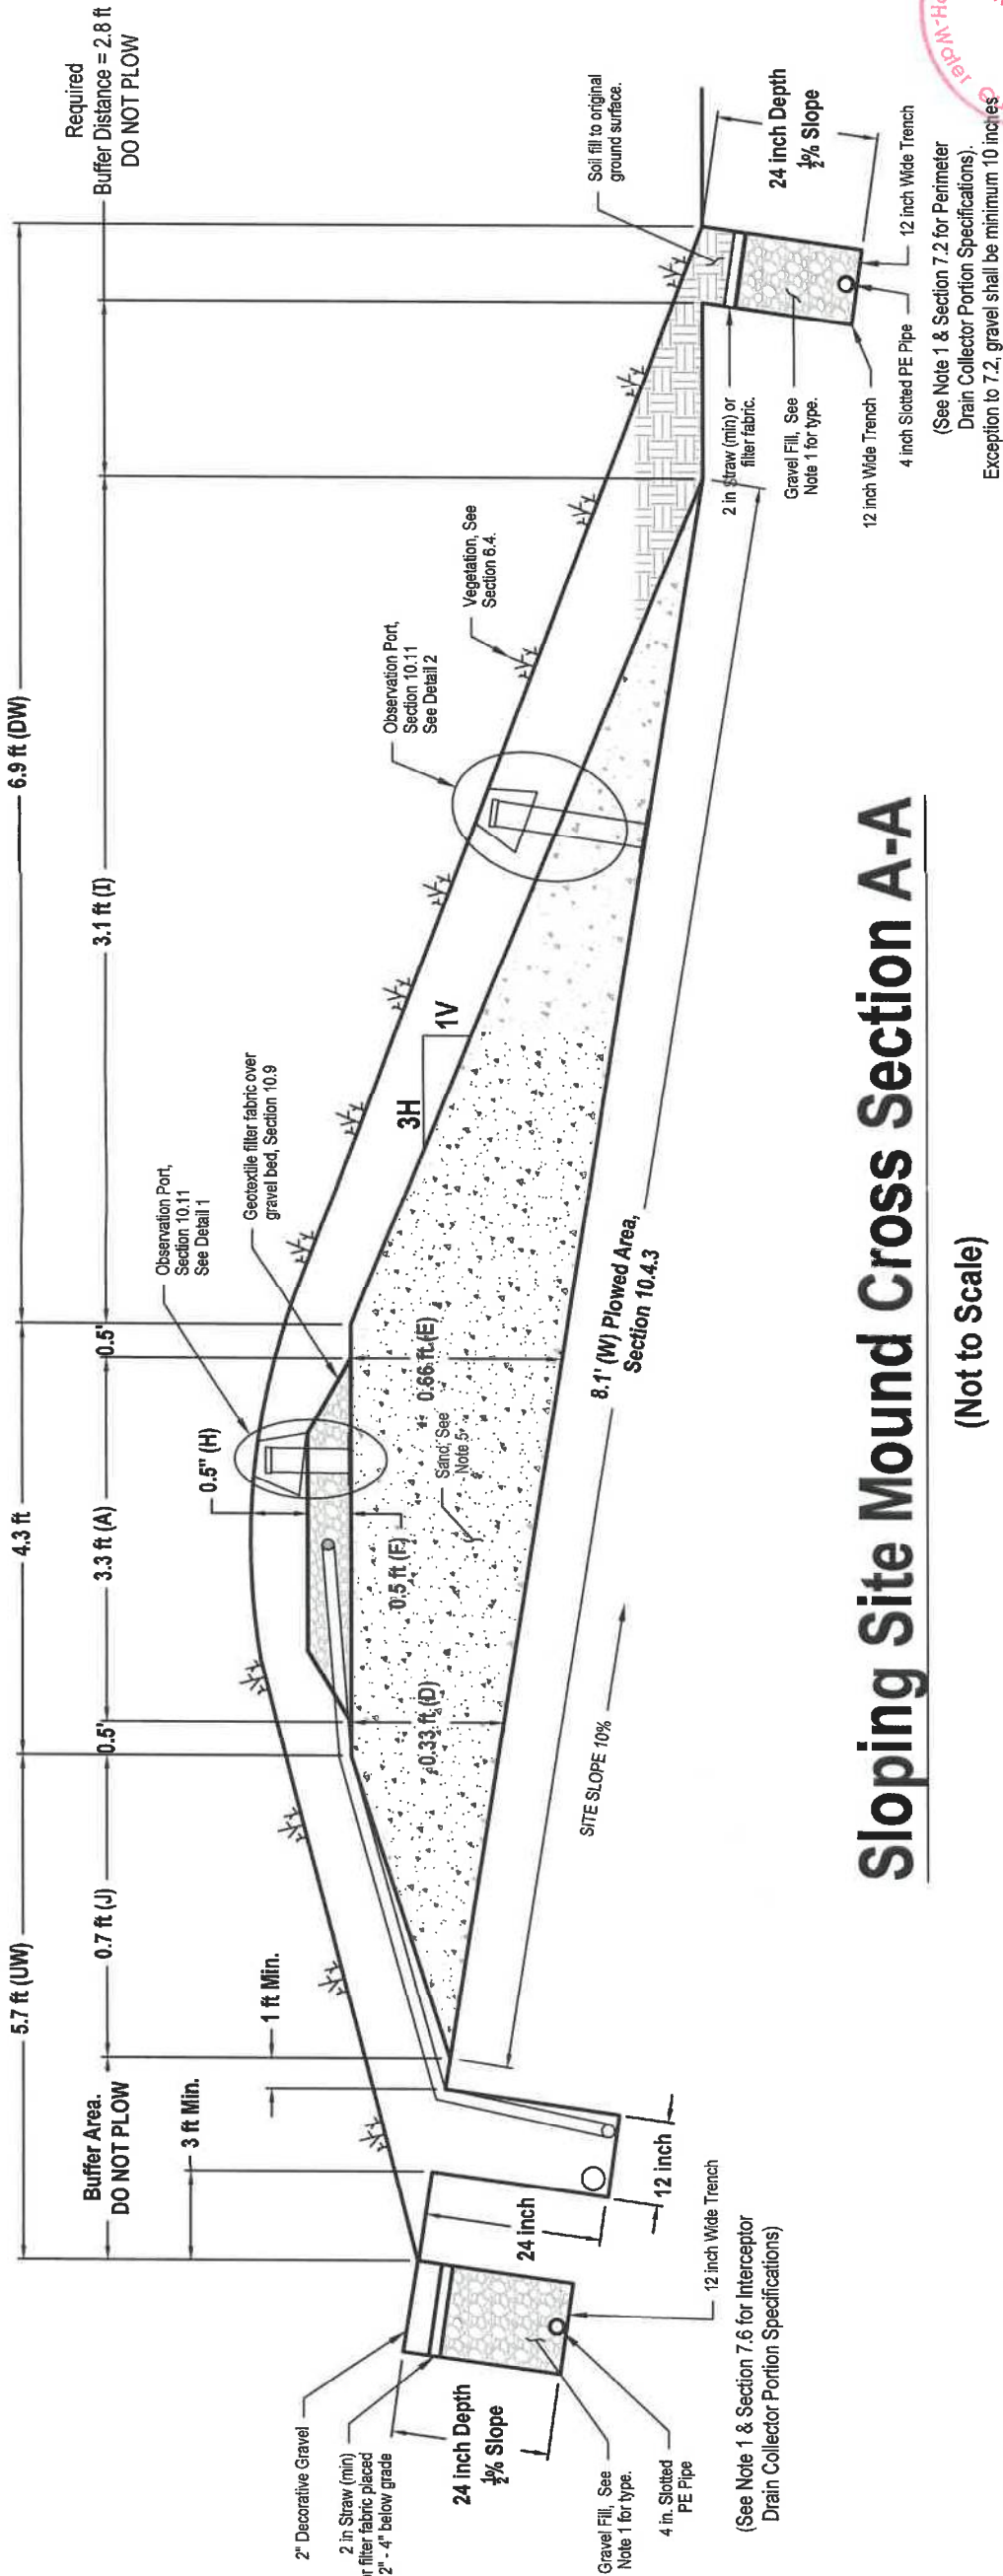 Required
Buffer Distance = 2.8 ft
DO NOT PLOW
6.9 ft (DW)
3.1 ft (I)
4.3 ft
0.5'
3.3 ft (A)
0.5'
5.7 ft (UW)
0.7 ft (J)
Buffer Area.
DO NOT PLOW
1 ft Min.
3 ft Min.
2" Decorative Gravel
2 in Straw (min)
or filter fabric placed
2" - 4" below grade
24 inch Depth
½% Slope
Gravel Fill, See
Note 1 for type.
4 in. Slotted
PE Pipe
12 inch Wide Trench
(See Note 1 & Section 7.6 for Interceptor
Drain Collector Portion Specifications)
24 inch
12 inch
0.5" (H)
Observation Port,
Section 10.11
See Detail 1
Geotextile filter fabric over
gravel bed, Section 10.9
0.33 ft (D)
0.5 ft (F)
Sand, See
Note 5
0.66 ft (E)
3H
1V
SITE SLOPE 10%
8.1' (W) Plowed Area,
Section 10.4.3
Observation Port,
Section 10.11
See Detail 2
Vegetation, See
Section 6.4.
Soil fill to original
ground surface.
24 inch Depth
½% Slope
2 in Straw (min) or
filter fabric.
Gravel Fill, See
Note 1 for type.
12 inch Wide Trench
4 inch Slotted PE Pipe
12 inch Wide Trench
(See Note 1 & Section 7.2 for Perimeter
Drain Collector Portion Specifications).
Exception to 7.2, gravel shall be minimum 10 inches
Sloping Site Mound Cross Section A-A
(Not to Scale)